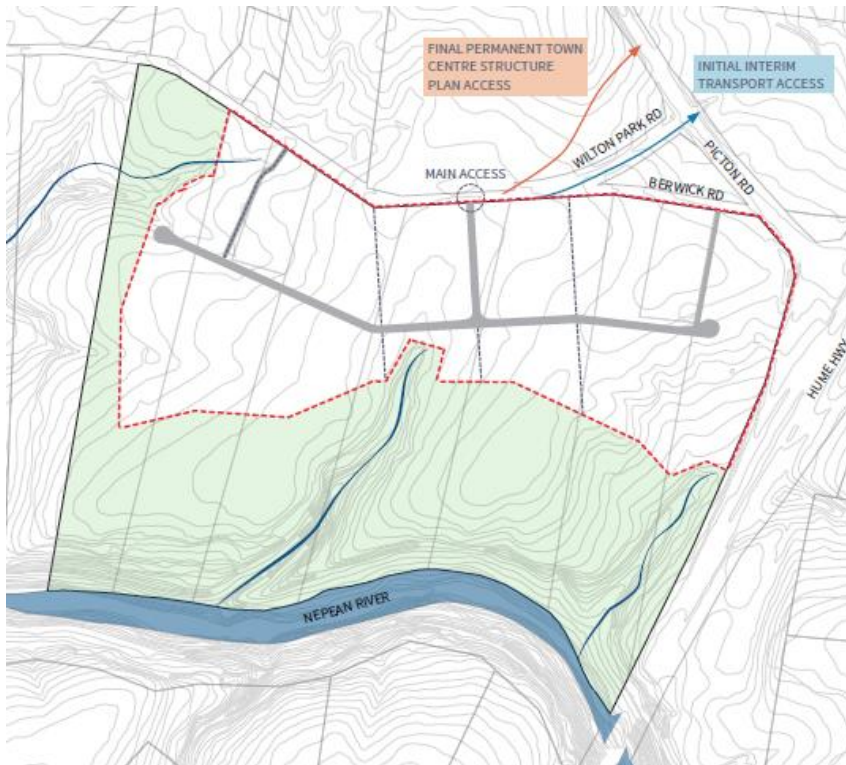 FINAL PERMANENT TOWN
CENTRE STRUCTURE
PLAN ACCESS
INITIAL INTERIM
TRANSPORT ACCESS
WILTON PARK RD
PICTON RD
MAIN ACCESS
BERWICK RD
HUME HWY
NEPEAN RIVER